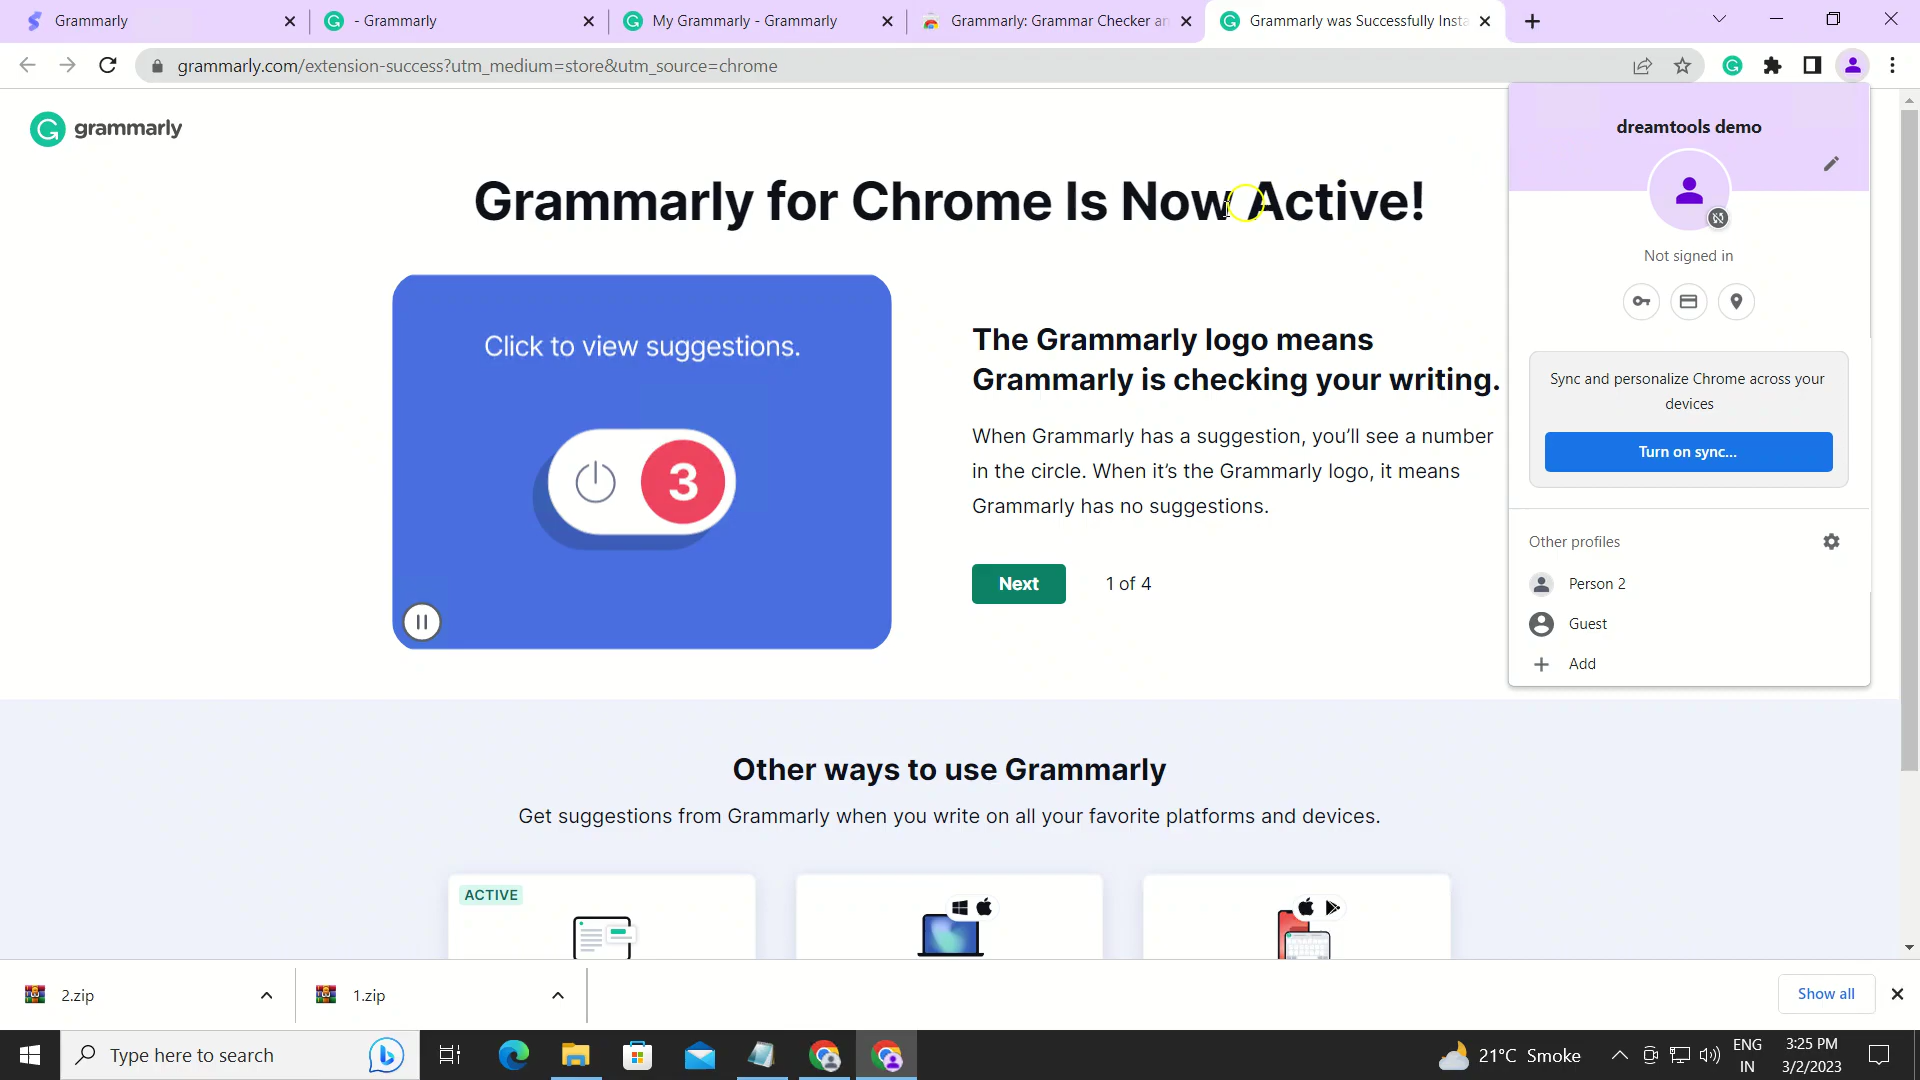 Grammarly
- Grammarly
My Grammarly - Grammarly
Grammarly: Grammar Checker an
Grammarly was Successfully Insta
grammarly.com/extension-success?utm_medium=store&utm_source=chrome
grammarly
Grammarly for Chrome Is Now Active!
Click to view suggestions.
3
The Grammarly logo means
Grammarly is checking your writing.
When Grammarly has a suggestion, you’ll see a number
in the circle. When it’s the Grammarly logo, it means
Grammarly has no suggestions.
Next
1 of 4
dreamtools demo
Not signed in
Sync and personalize Chrome across your
devices
Turn on sync...
Other profiles
Person 2
Guest
Add
Other ways to use Grammarly
Get suggestions from Grammarly when you write on all your favorite platforms and devices.
ACTIVE
2.zip
1.zip
Show all
Type here to search
21°C Smoke
ENG
IN
3:25 PM
3/2/2023